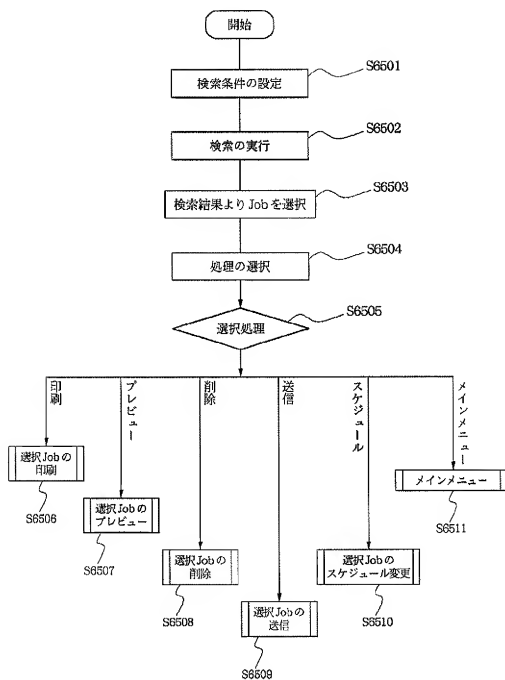 開始
検索条件の設定
S6501
検索の実行
S6502
検索結果よりJobを選択
S6503
処理の選択
S6504
選択処理
S6505
印刷
プレビュー
削除
送信
スケジュール
メインメニュー
選択Jobの
印刷
S6506
選択Jobの
プレビュー
S6507
選択Jobの
削除
S6508
選択Jobの
送信
S6509
選択Jobの
スケジュール変更
S6510
メインメニュー
S6511